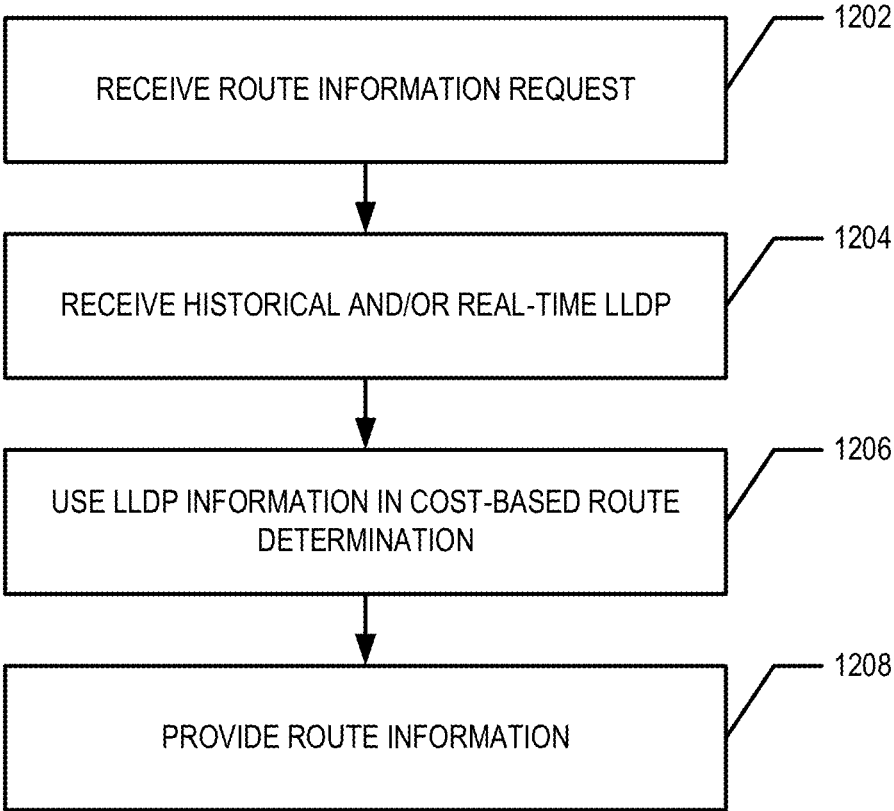 1202
RECEIVE ROUTE INFORMATION REQUEST
1204
RECEIVE HISTORICAL AND/OR REAL-TIME LLDP
1206
USE LLDP INFORMATION IN COST-BASED ROUTE
DETERMINATION
1208
PROVIDE ROUTE INFORMATION